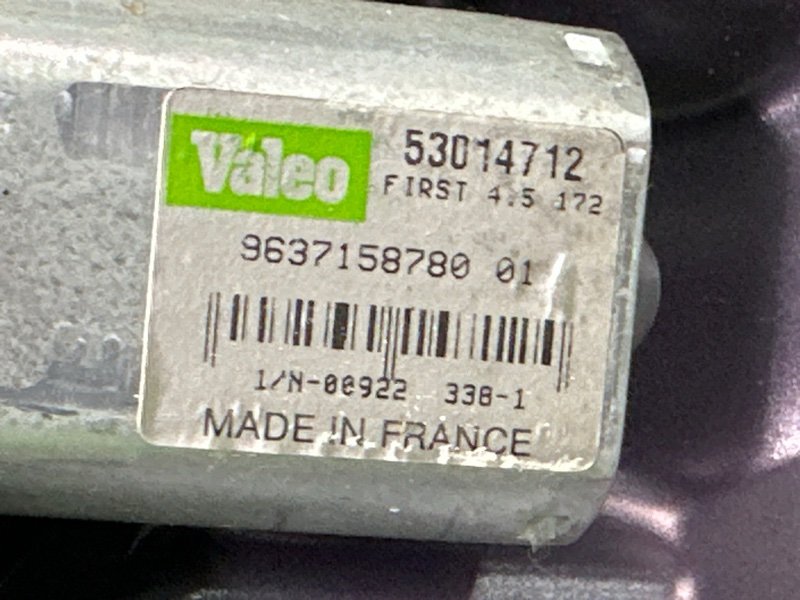 Valeo
53014712
FIRST 4.5 172
9637158780 01
1/N-00922 338-1
MADE IN FRANCE